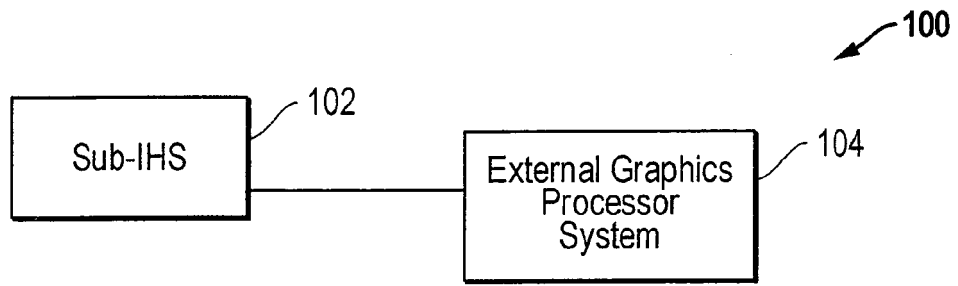 100
102
Sub-IHS
104
External Graphics
Processor
System